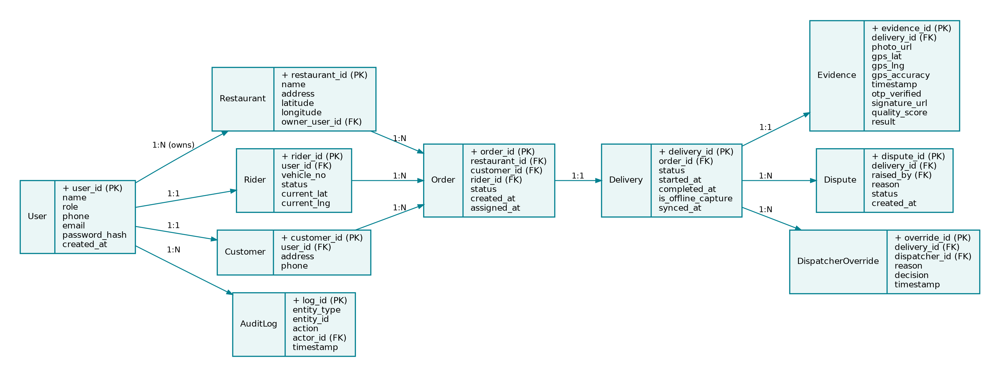 User
+ user_id (PK)
name
role
phone
email
password_hash
created_at
1:N (owns)
1:1
1:1
1:N
Restaurant
+ restaurant_id (PK)
name
address
latitude
longitude
owner_user_id (FK)
Rider
+ rider_id (PK)
user_id (FK)
vehicle_no
status
current_lat
current_lng
Customer
+ customer_id (PK)
user_id (FK)
address
phone
AuditLog
+ log_id (PK)
entity_type
entity_id
action
actor_id (FK)
timestamp
1:N
1:N
1:N
Order
+ order_id (PK)
restaurant_id (FK)
customer_id (FK)
rider_id (FK)
status
created_at
assigned_at
1:1
Delivery
+ delivery_id (PK)
order_id (FK)
status
started_at
completed_at
is_offline_capture
synced_at
1:1
1:N
1:N
Evidence
+ evidence_id (PK)
delivery_id (FK)
photo_url
gps_lat
gps_lng
gps_accuracy
timestamp
otp_verified
signature_url
quality_score
result
Dispute
+ dispute_id (PK)
delivery_id (FK)
raised_by (FK)
reason
status
created_at
DispatcherOverride
+ override_id (PK)
delivery_id (FK)
dispatcher_id (FK)
reason
decision
timestamp